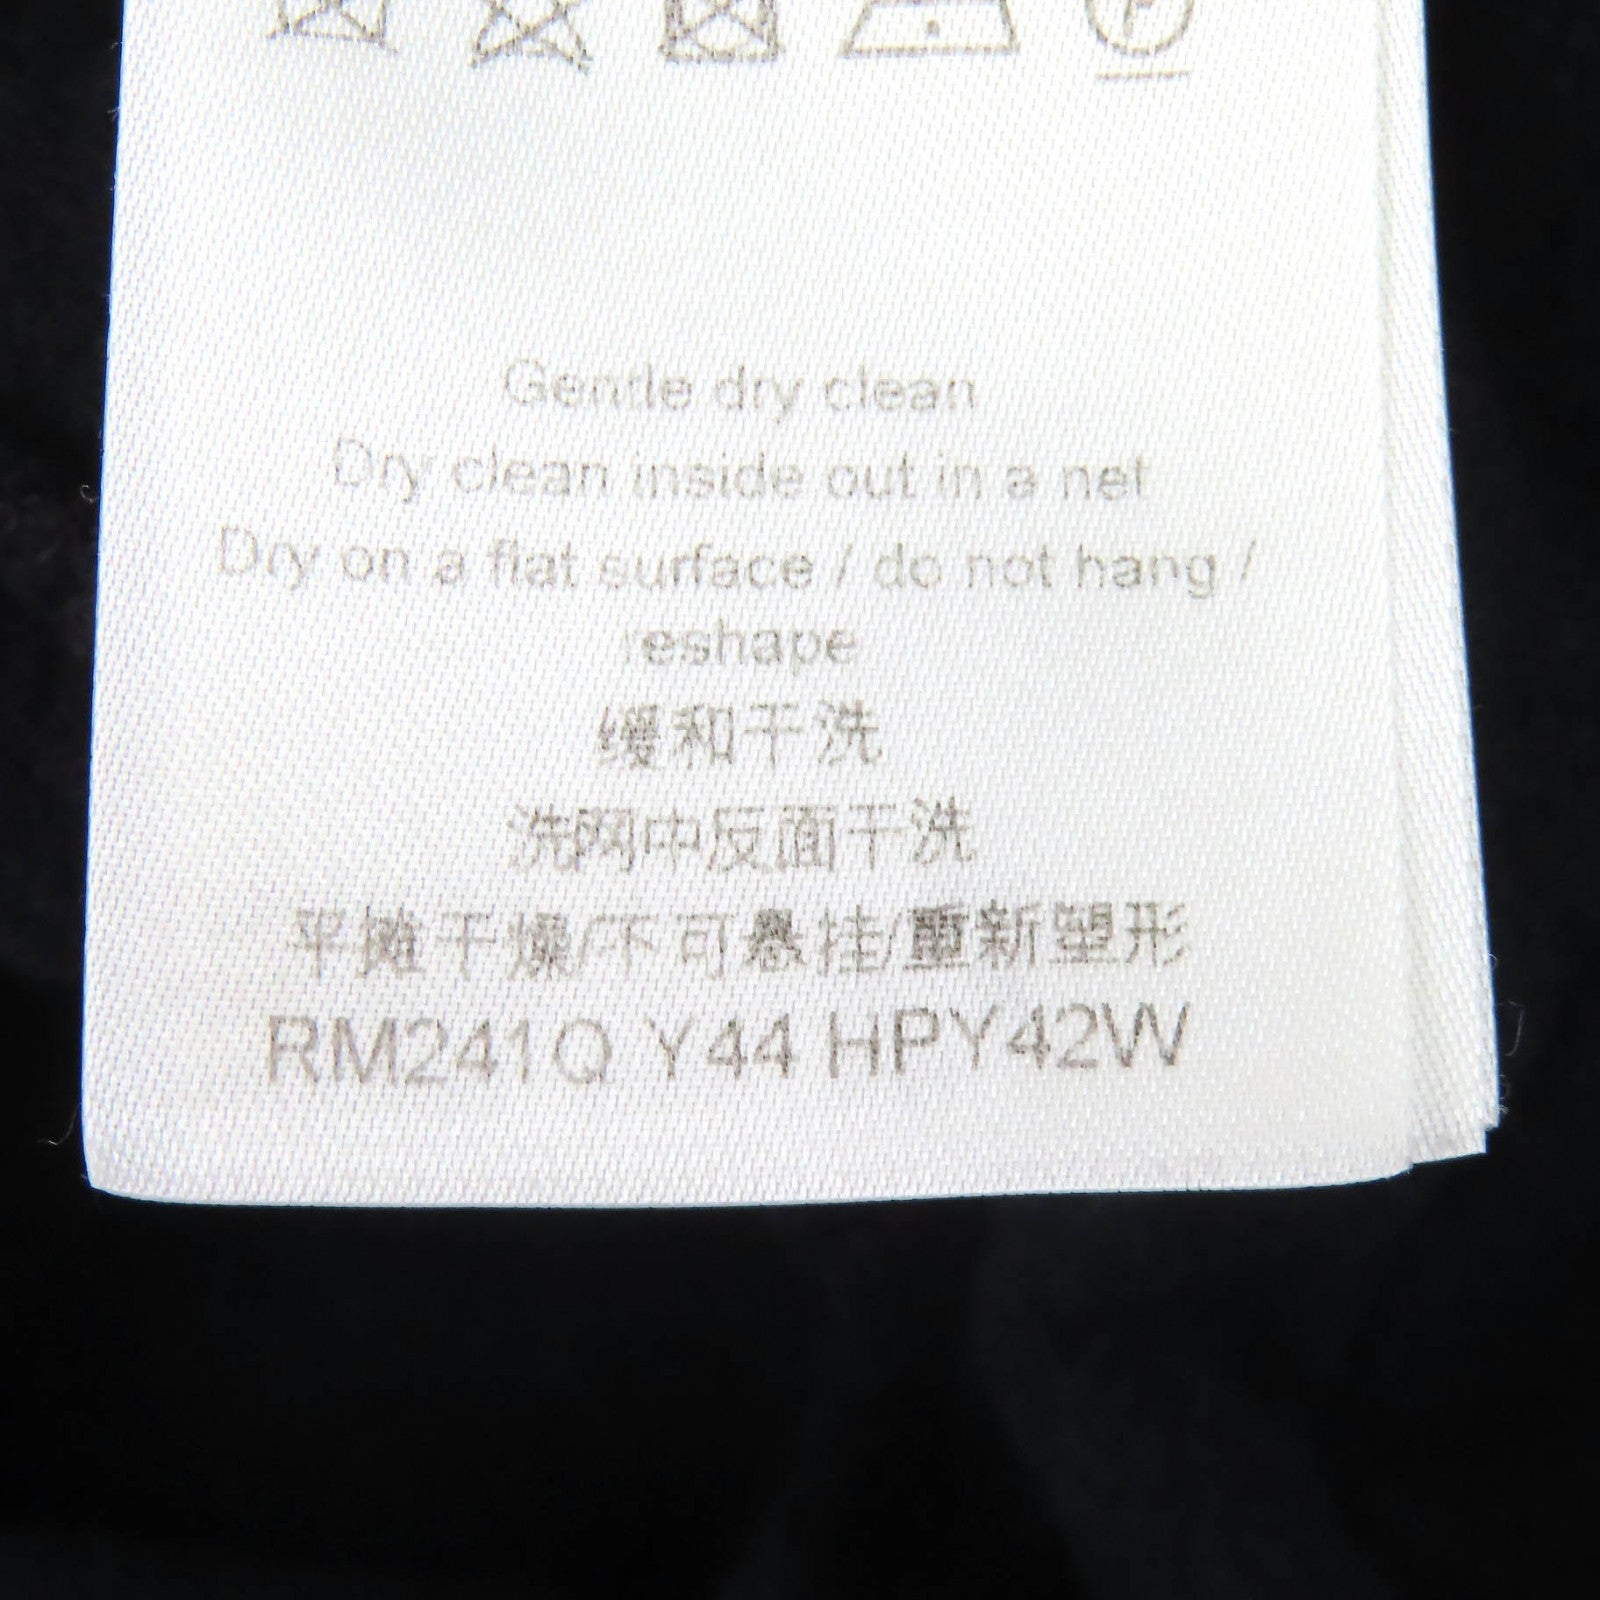 Gentle dry clean
Dry clean inside out in a net
Dry on a flat surface / do not hang /
reshape
缓和干洗
洗网中反面干洗
平摊干燥/不可悬挂/重新塑形
RM241Q Y44 HPY42W